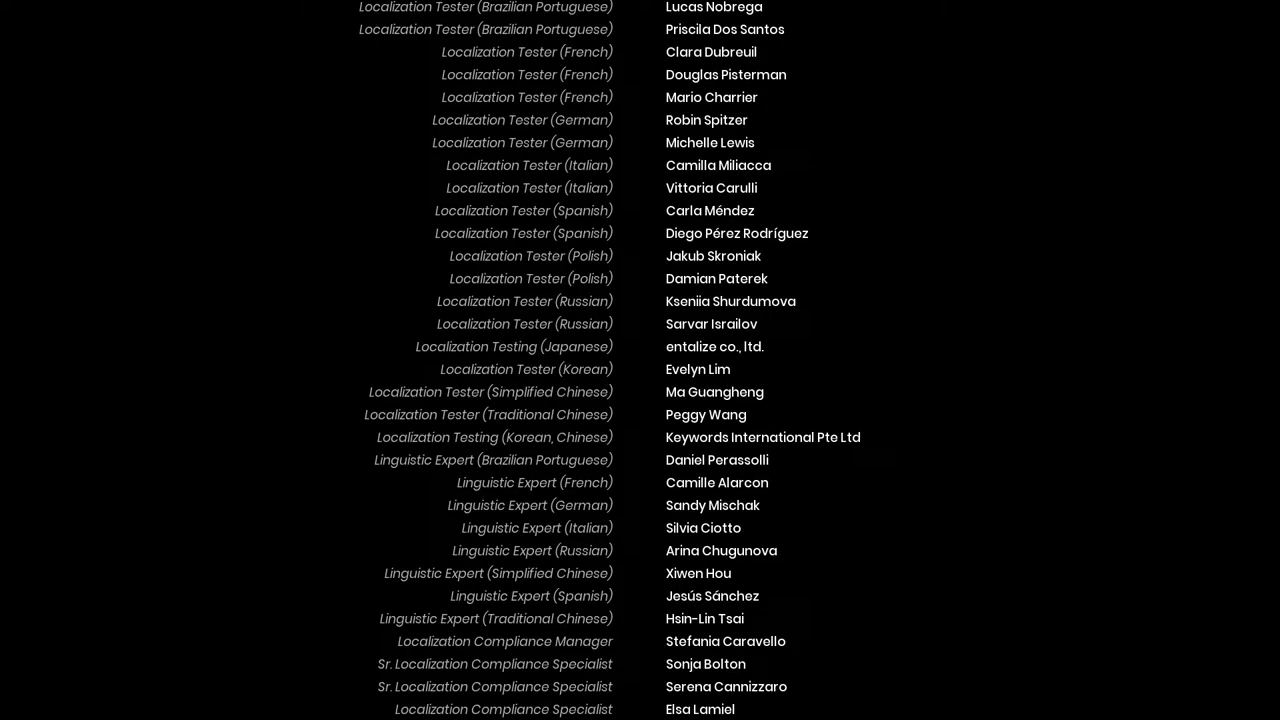 Localization Tester (Brazilian Portuguese) Lucas Nobrega
Localization Tester (Brazilian Portuguese) Priscila Dos Santos
Localization Tester (French) Clara Dubreuil
Localization Tester (French) Douglas Pisterman
Localization Tester (French) Mario Charrier
Localization Tester (German) Robin Spitzer
Localization Tester (German) Michelle Lewis
Localization Tester (Italian) Camilla Miliacca
Localization Tester (Italian) Vittoria Carulli
Localization Tester (Spanish) Carla Méndez
Localization Tester (Spanish) Diego Pérez Rodríguez
Localization Tester (Polish) Jakub Skroniak
Localization Tester (Polish) Damian Paterek
Localization Tester (Russian) Kseniia Shurdumova
Localization Tester (Russian) Sarvar Israilov
Localization Testing (Japanese) entalize co., ltd.
Localization Tester (Korean) Evelyn Lim
Localization Tester (Simplified Chinese) Ma Guangheng
Localization Tester (Traditional Chinese) Peggy Wang
Localization Testing (Korean, Chinese) Keywords International Pte Ltd
Linguistic Expert (Brazilian Portuguese) Daniel Perassolli
Linguistic Expert (French) Camille Alarcon
Linguistic Expert (German) Sandy Mischak
Linguistic Expert (Italian) Silvia Ciotto
Linguistic Expert (Russian) Arina Chugunova
Linguistic Expert (Simplified Chinese) Xiwen Hou
Linguistic Expert (Spanish) Jesús Sánchez
Linguistic Expert (Traditional Chinese) Hsin-Lin Tsai
Localization Compliance Manager Stefania Caravello
Sr. Localization Compliance Specialist Sonja Bolton
Sr. Localization Compliance Specialist Serena Cannizzaro
Localization Compliance Specialist Elsa Lamiel